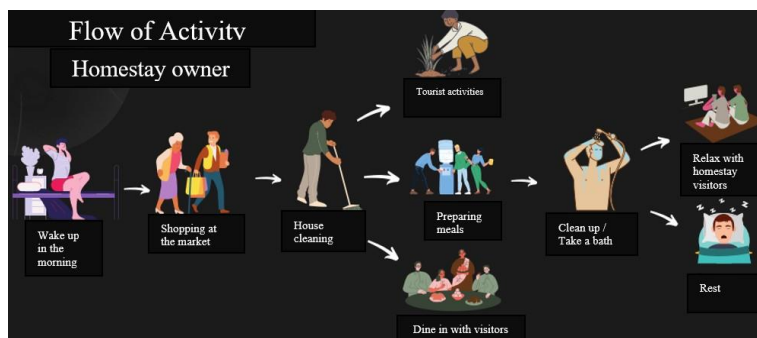 Flow of Activity
Homestay owner
Tourist activities
Wake up
in the
morning
Shopping at
the market
House
cleaning
Preparing
meals
Clean up /
Take a bath
Relax with
homestay
visitors
Rest
Dine in with visitors